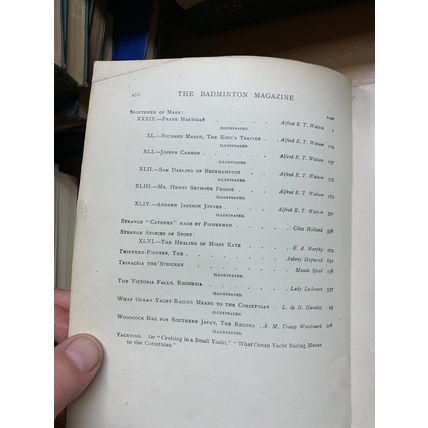 viii THE BADMINTON MAGAZINE
PAGE
Sportsmen of Mark:
XXXIX.—Frank Hartigan Alfred E. T. Watson 1
ILLUSTRATED.
XL.—Richard Marsh, The King's Trainer Alfred E. T. Watson
ILLUSTRATED.
XLI.—Joseph Cannon Alfred E. T. Watson
ILLUSTRATED.
XLII.—Sam Darling of Beckhampton Alfred E. T. Watson
ILLUSTRATED.
XLIII.—Mr. Henry Seymour Persse Alfred E. T. Watson
ILLUSTRATED.
XLIV.—Andrew Jackson Joyner Alfred E. T. Watson
ILLUSTRATED.
Strange "Catches" made by Fishermen Clive Holland
Strange Stories of Sport:
XLVI.—The Healing of Missy Kate E. A. Morphy
Thirteen-Pointer, The Aubrey Hopwood
Trinacria the Stricken Maude Speed
ILLUSTRATED.
The Victoria Falls, Rhodesia Lady Jackson
ILLUSTRATED.
What Ocean Yacht-Racing Means to the Corinthian L. de B. Handley
ILLUSTRATED.
Woodcock Bag for Southern Japan, The Record A. M. Tracey Woodward
ILLUSTRATED.
Yachting. See "Cruising in a Small Yacht," "What Ocean Yacht Racing Means
to the Corinthian."